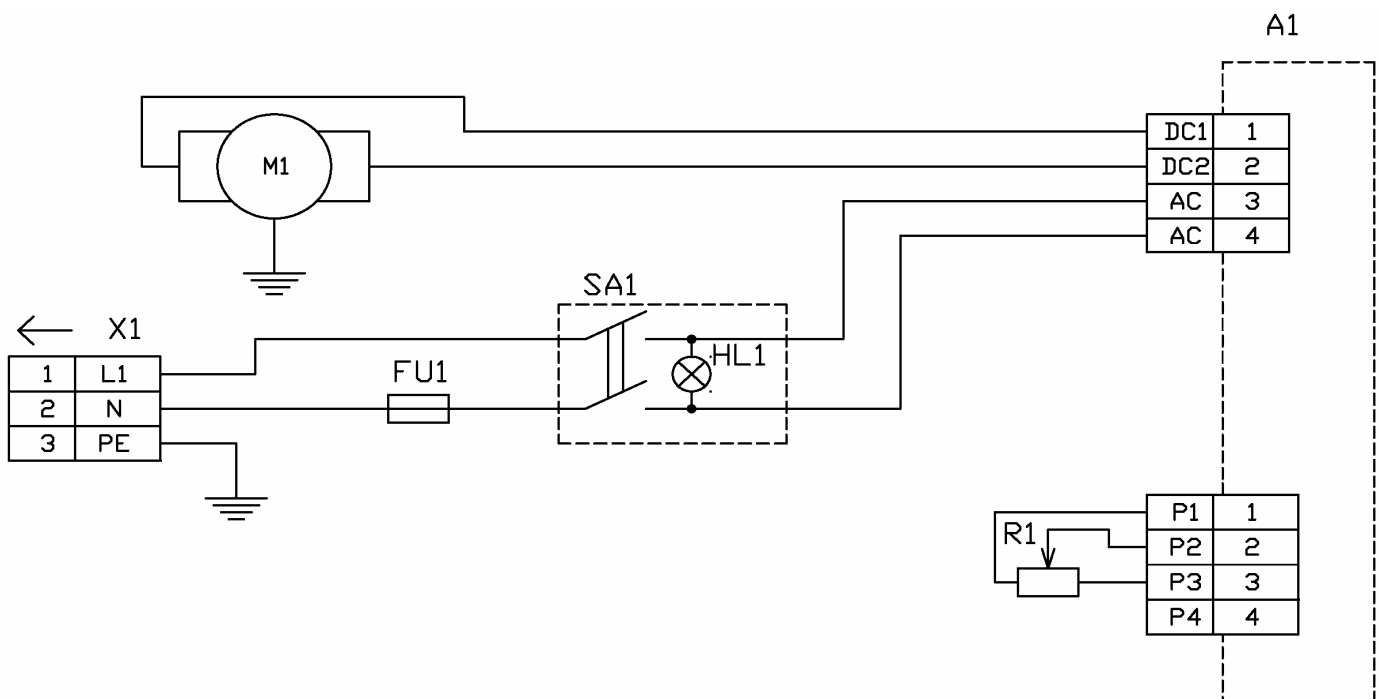 A1
M1
DC1 1
DC2 2
AC 3
AC 4
SA1
X1
HL1
FU1
1 L1
2 N
3 PE
P1 1
R1
P2 2
P3 3
P4 4